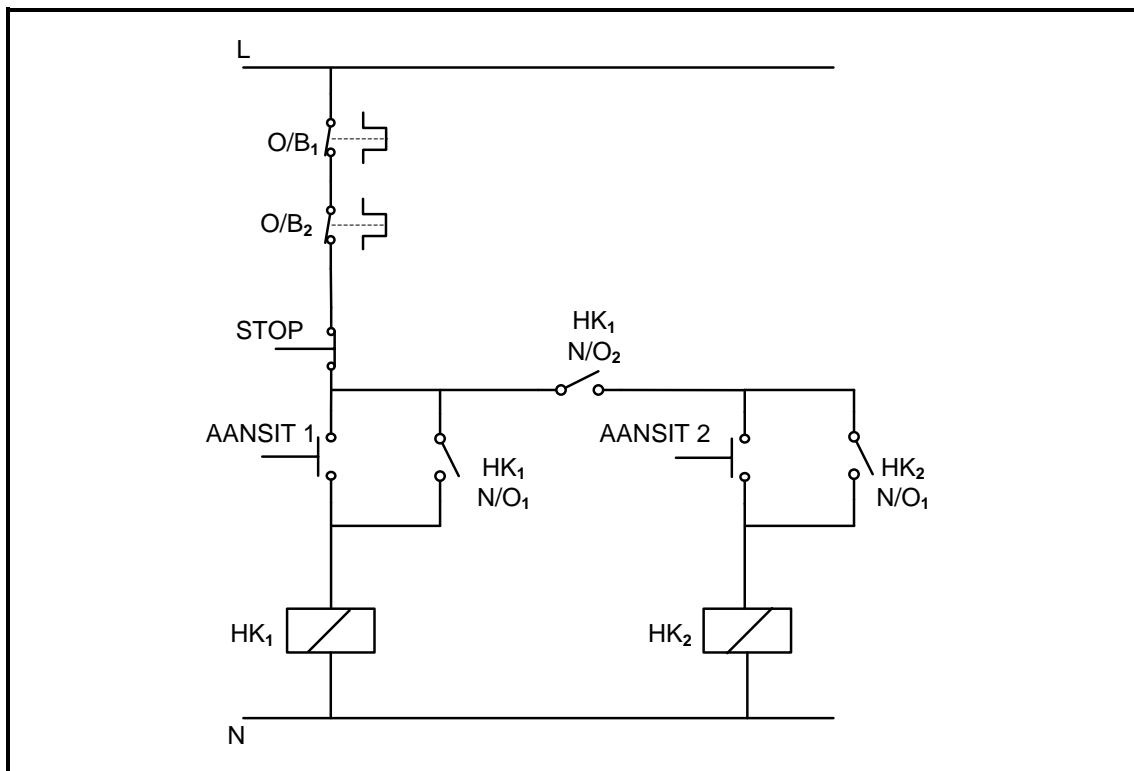 L
O/B₁
O/B₂
STOP
HK₁
N/O₂
AANSIT 1
HK₁
N/O₁
AANSIT 2
HK₂
N/O₁
HK₁
HK₂
N